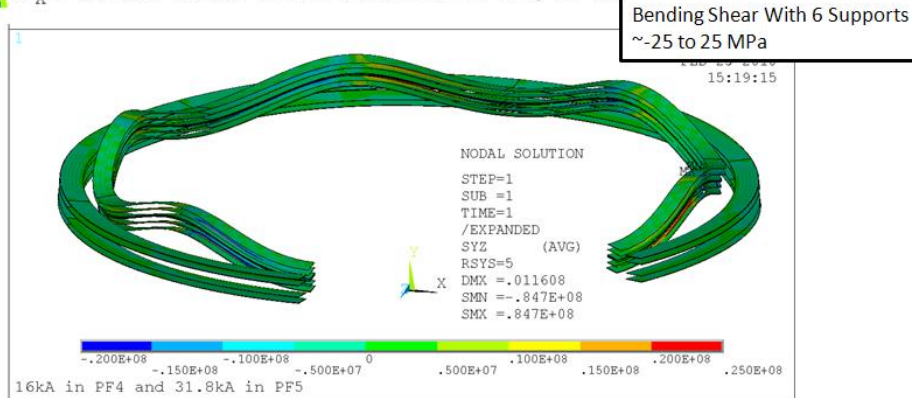 Bending Shear With 6 Supports
~-25 to 25 MPa
1
15:19:15
NODAL SOLUTION
STEP=1
SUB =1
TIME=1
/EXPANDED
SYZ (AVG)
RSYS=5
DMX =.011608
SMN =-.847E+08
SMX =.847E+08
Y
X
-.200E+08 -.100E+08 0 .100E+08 .200E+08
-.150E+08 -.500E+07 .500E+07 .150E+08 .250E+08
16kA in PF4 and 31.8kA in PF5